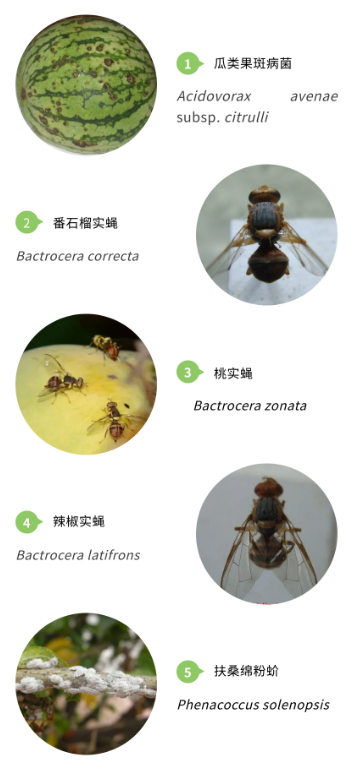 1 瓜类果斑病菌
Acidovorax avenae
subsp. citrulli
2 番石榴实蝇
Bactrocera correcta
3 桃实蝇
Bactrocera zonata
4 辣椒实蝇
Bactrocera latifrons
5 扶桑绵粉蚧
Phenacoccus solenopsis